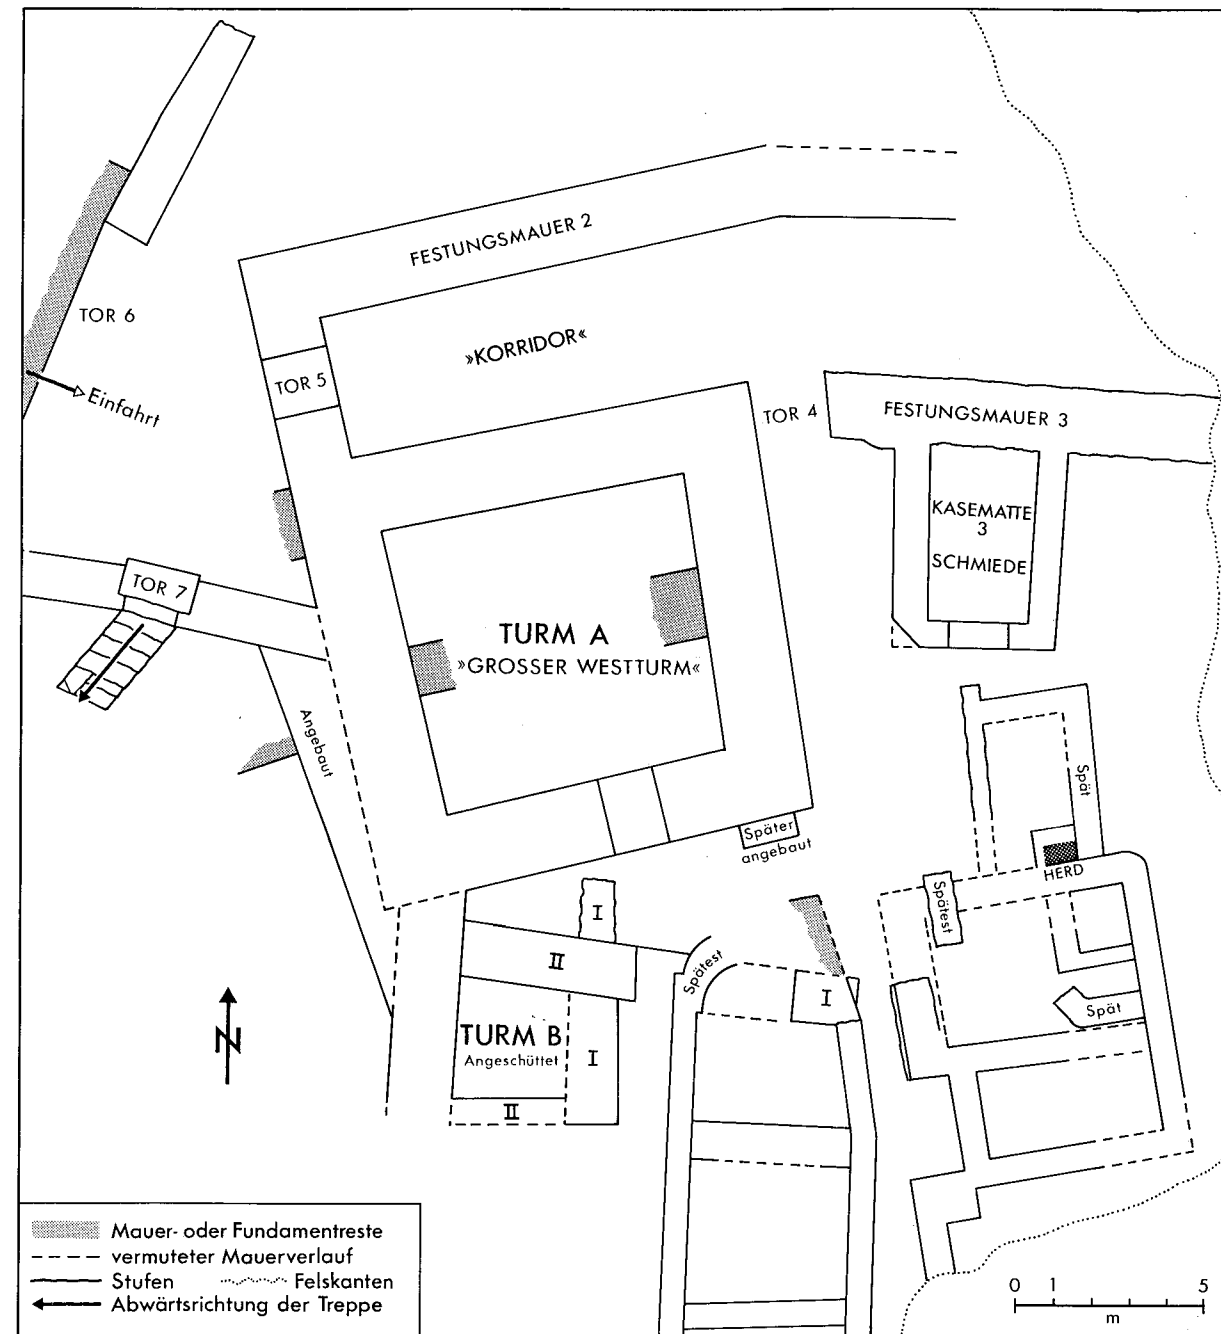 FESTUNGSMAUER 2
TOR 6
»KORRIDOR«
TOR 5
Einfahrt
TOR 4
FESTUNGSMAUER 3
KASEMATTE
3
SCHMIEDE
TOR 7
TURM A
»GROSSER WESTTURM«
Angebaut
Spät
Später
angebaut
HERD
Spätest
I
II
Spätest
I
Spät
N
TURM B
Angeschüttet
I
II
Mauer- oder Fundamentreste
vermuteter Mauerverlauf
Stufen Felskanten
Abwärtsrichtung der Treppe
0 1 5
m